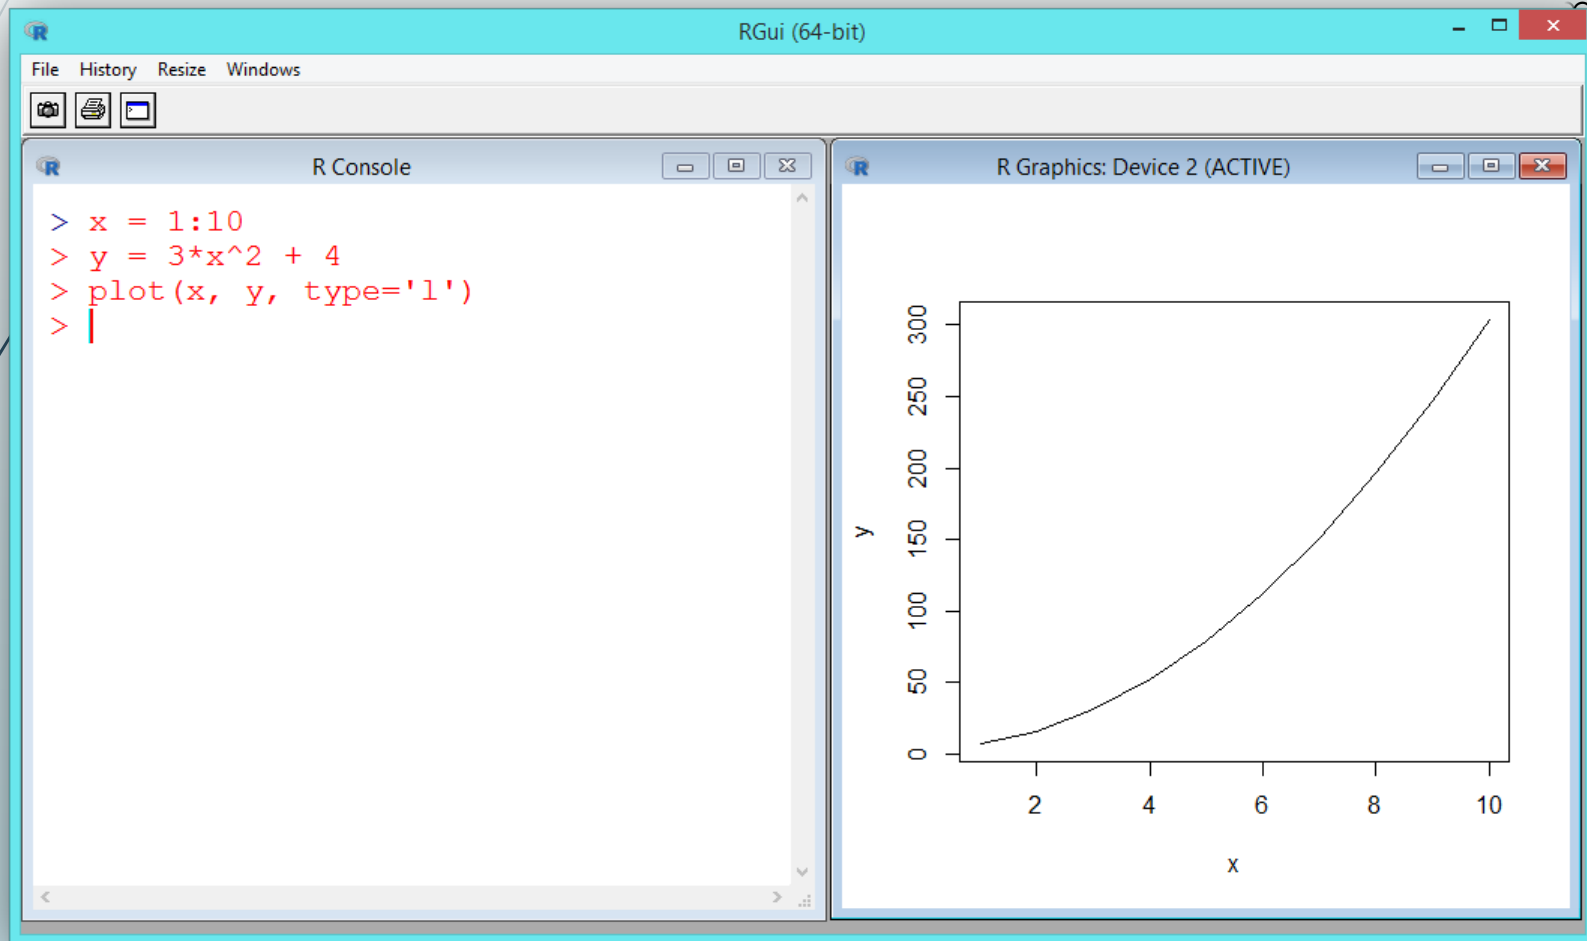 RGui (64-bit)
File History Resize Windows
R Console
> x = 1:10
> y = 3*x^2 + 4
> plot(x, y, type='l')
>
R Graphics: Device 2 (ACTIVE)
300
250
200
150
100
50
0
y
2 4 6 8 10
x